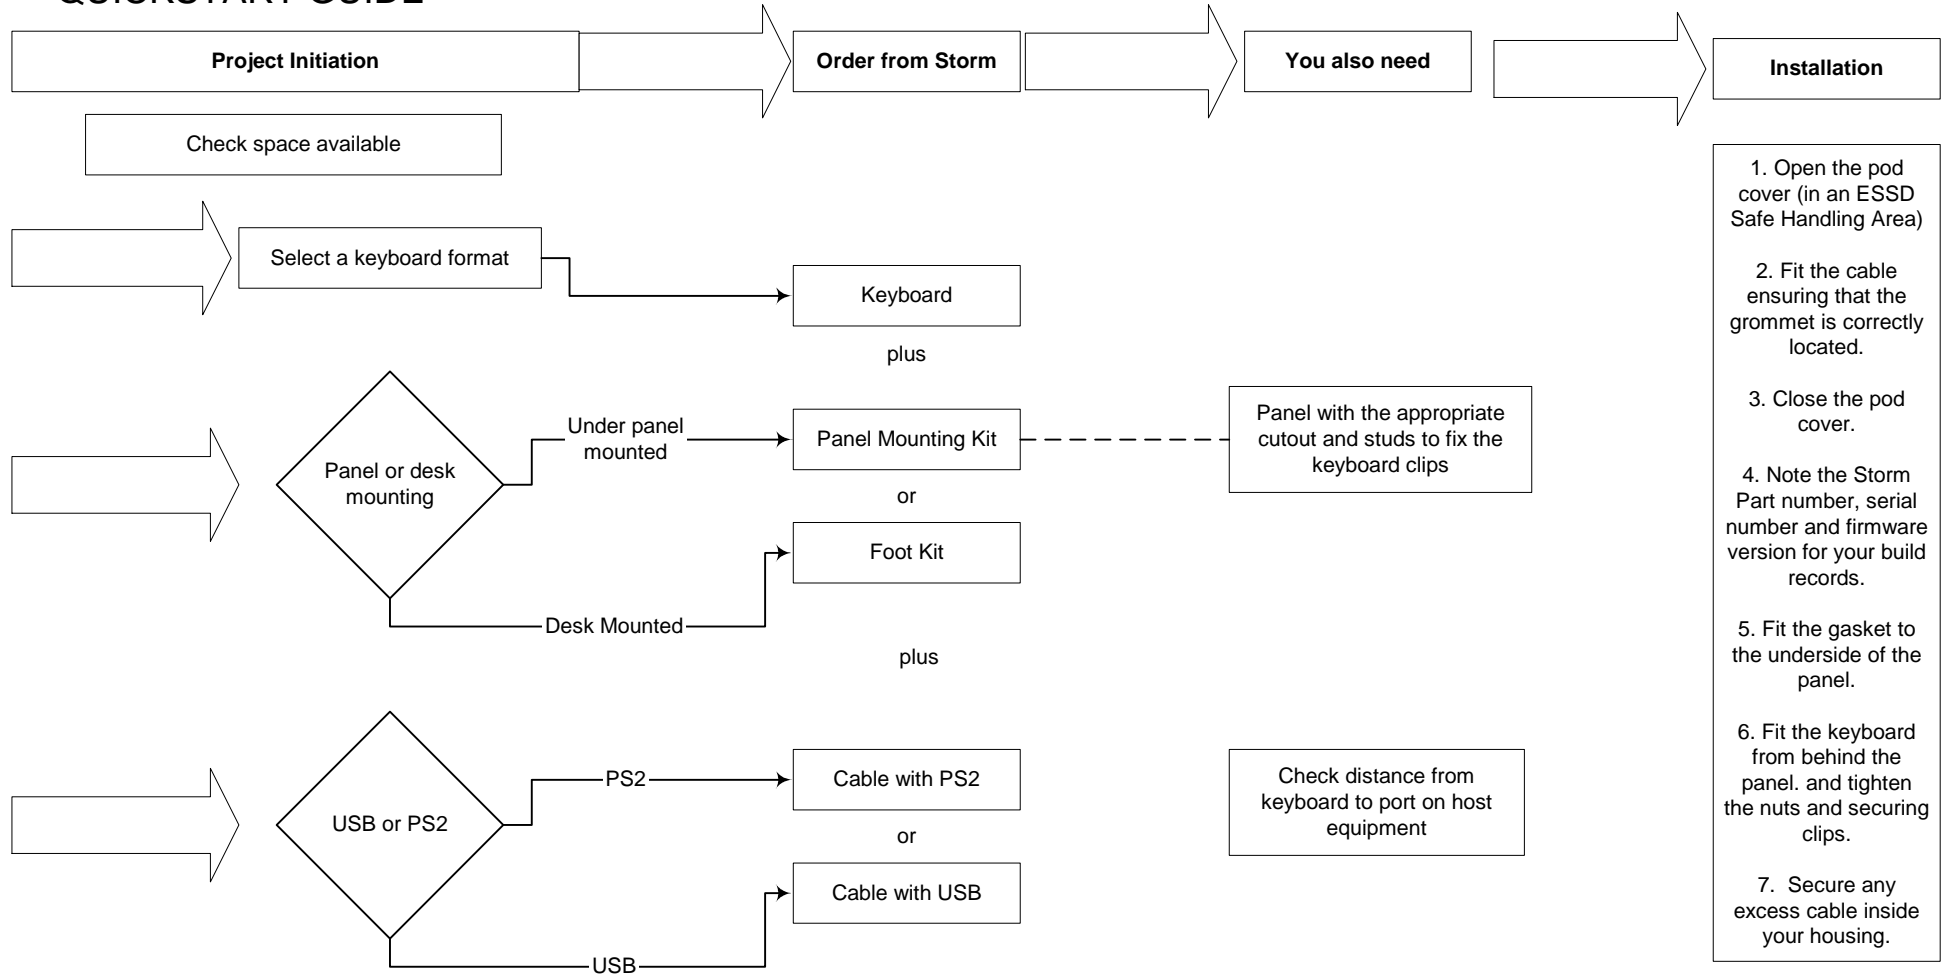 QUICKSTART GUIDE
Project Initiation
Order from Storm
You also need
Installation
Check space available
Select a keyboard format
Keyboard
plus
Panel or desk
mounting
Under panel
mounted
Panel Mounting Kit
Panel with the appropriate
cutout and studs to fix the
keyboard clips
or
Foot Kit
Desk Mounted
plus
USB or PS2
PS2
Cable with PS2
Check distance from
keyboard to port on host
equipment
or
Cable with USB
USB
1. Open the pod
cover (in an ESSD
Safe Handling Area)
2. Fit the cable
ensuring that the
grommet is correctly
located.
3. Close the pod
cover.
4. Note the Storm
Part number, serial
number and firmware
version for your build
records.
5. Fit the gasket to
the underside of the
panel.
6. Fit the keyboard
from behind the
panel. and tighten
the nuts and securing
clips.
7. Secure any
excess cable inside
your housing.